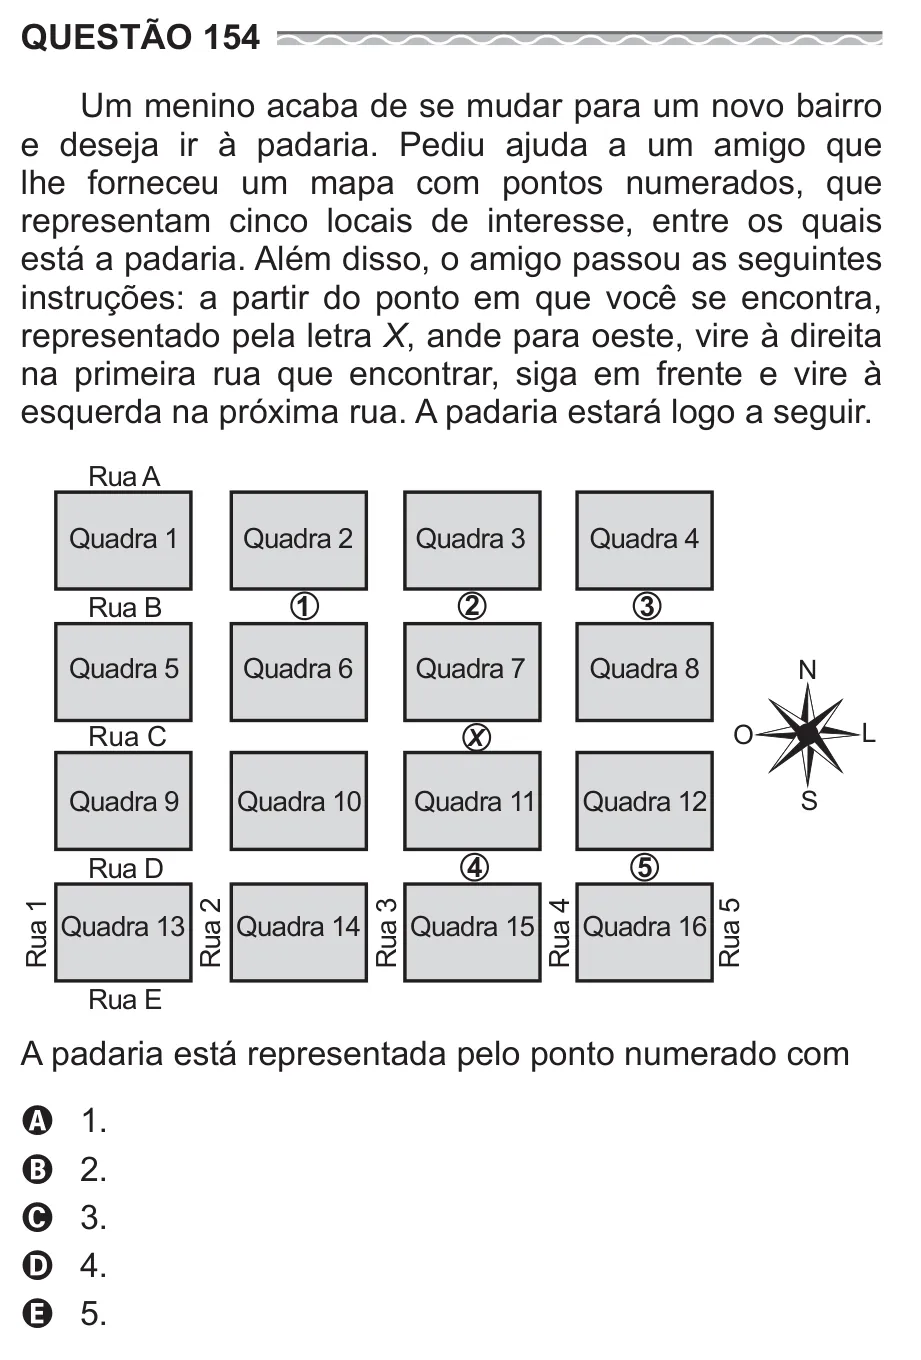 QUESTÃO 154
Um menino acaba de se mudar para um novo bairro
e deseja ir à padaria. Pediu ajuda a um amigo que
lhe forneceu um mapa com pontos numerados, que
representam cinco locais de interesse, entre os quais
está a padaria. Além disso, o amigo passou as seguintes
instruções: a partir do ponto em que você se encontra,
representado pela letra X, ande para oeste, vire à direita
na primeira rua que encontrar, siga em frente e vire à
esquerda na próxima rua. A padaria estará logo a seguir.
Rua A
Quadra 1 Quadra 2 Quadra 3 Quadra 4
Rua B 1 2 3
Quadra 5 Quadra 6 Quadra 7 Quadra 8
N
Rua C X
O L
Quadra 9 Quadra 10 Quadra 11 Quadra 12
S
Rua D 4 5
Rua 1 Quadra 13 Rua 2 Quadra 14 Rua 3 Quadra 15 Rua 4 Quadra 16 Rua 5
Rua E
A padaria está representada pelo ponto numerado com
A 1.
B 2.
C 3.
D 4.
E 5.